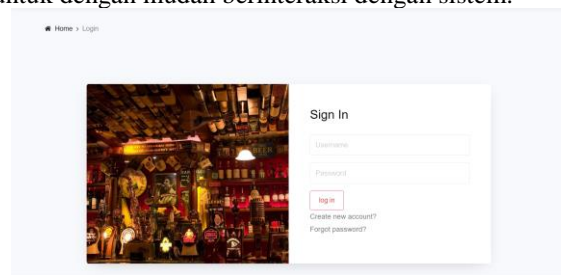 untuk dengan mudah berinteraksi dengan sistem.
Home > Login
Sign In
Username
Password
log in
Create new account?
Forgot password?